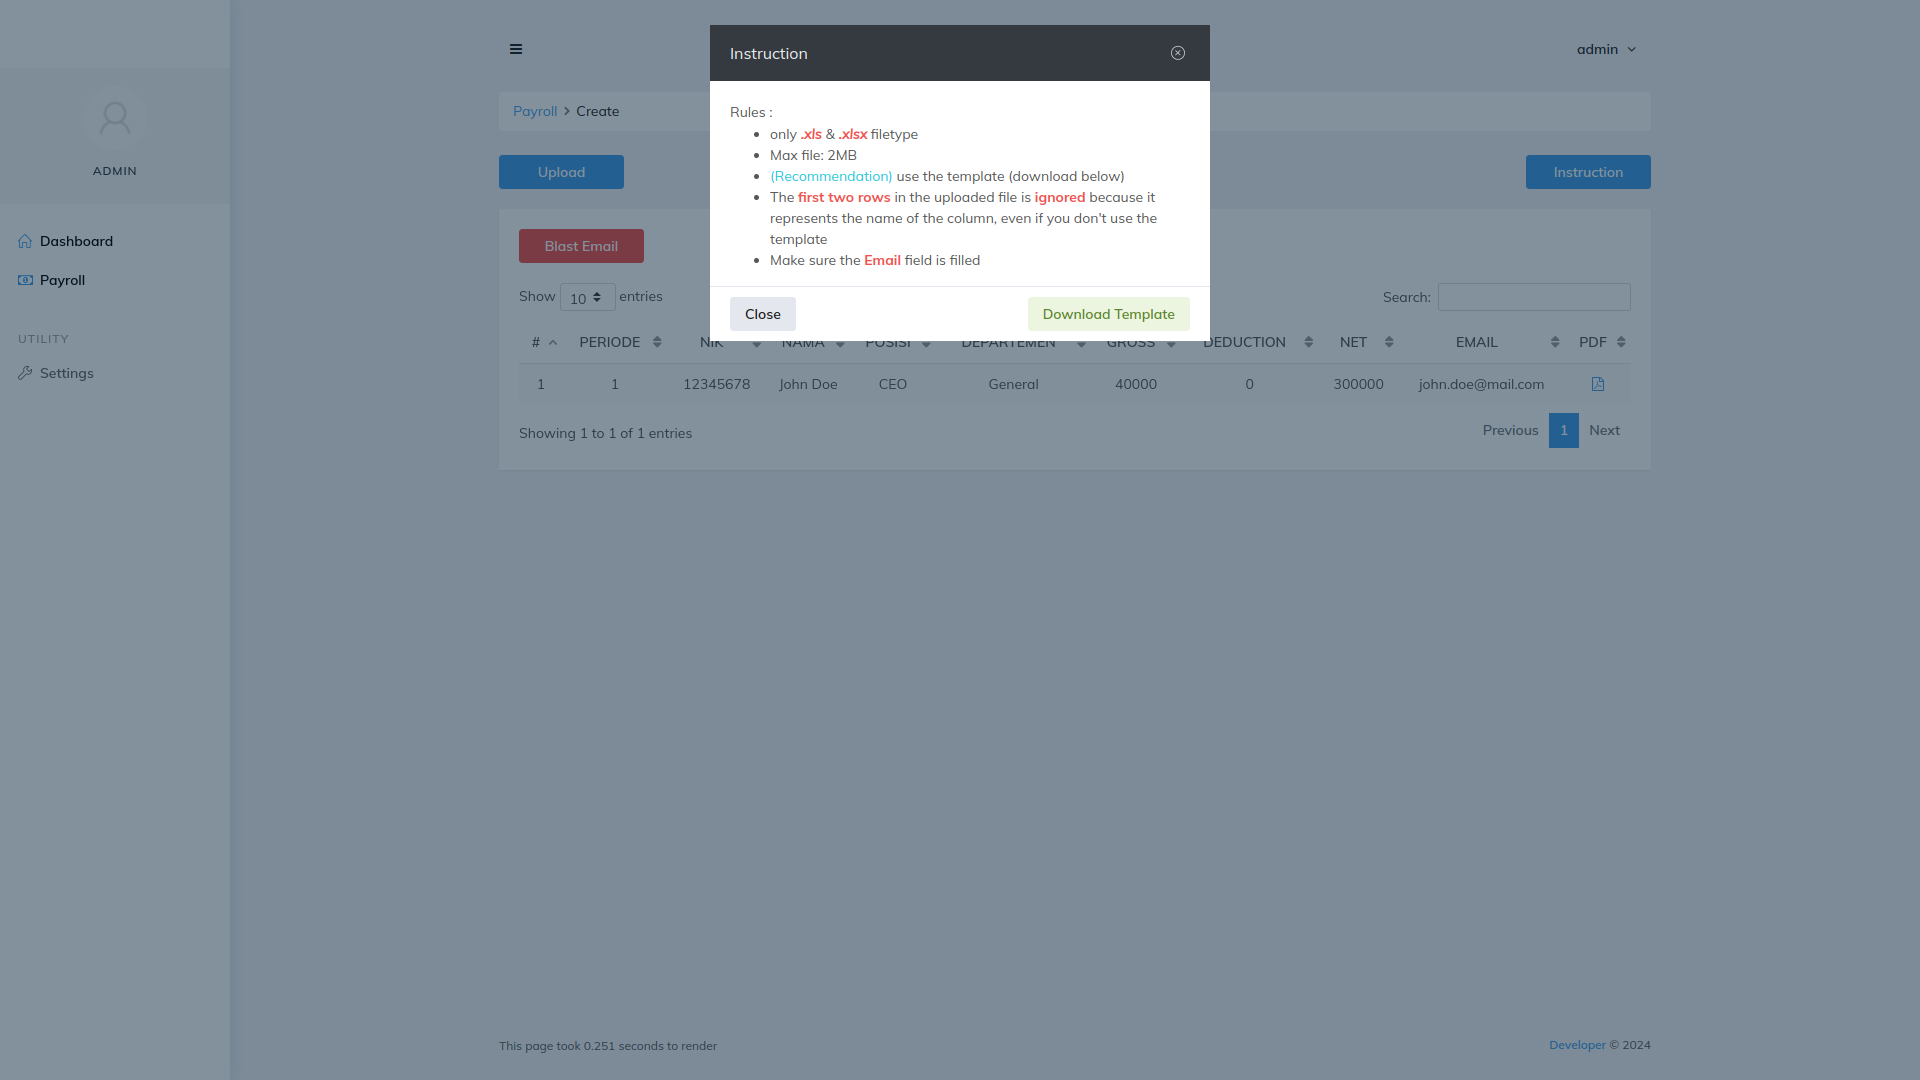 admin
Instruction
Payroll > Create
ADMIN
Upload
Instruction
Rules :
only .xls & .xlsx filetype
Max file: 2MB
(Recommendation) use the template (download below)
The first two rows in the uploaded file is ignored because it
represents the name of the column, even if you don't use the
template
Make sure the Email field is filled
Close
Download Template
Dashboard
Payroll
UTILITY
Settings
Blast Email
Show 10 entries
Search:
# PERIODE NIK NAMA POSISI DEPARTEMEN GROSS DEDUCTION NET EMAIL PDF
1 1 12345678 John Doe CEO General 40000 0 300000 john.doe@mail.com
Showing 1 to 1 of 1 entries
Previous 1 Next
This page took 0.251 seconds to render
Developer © 2024